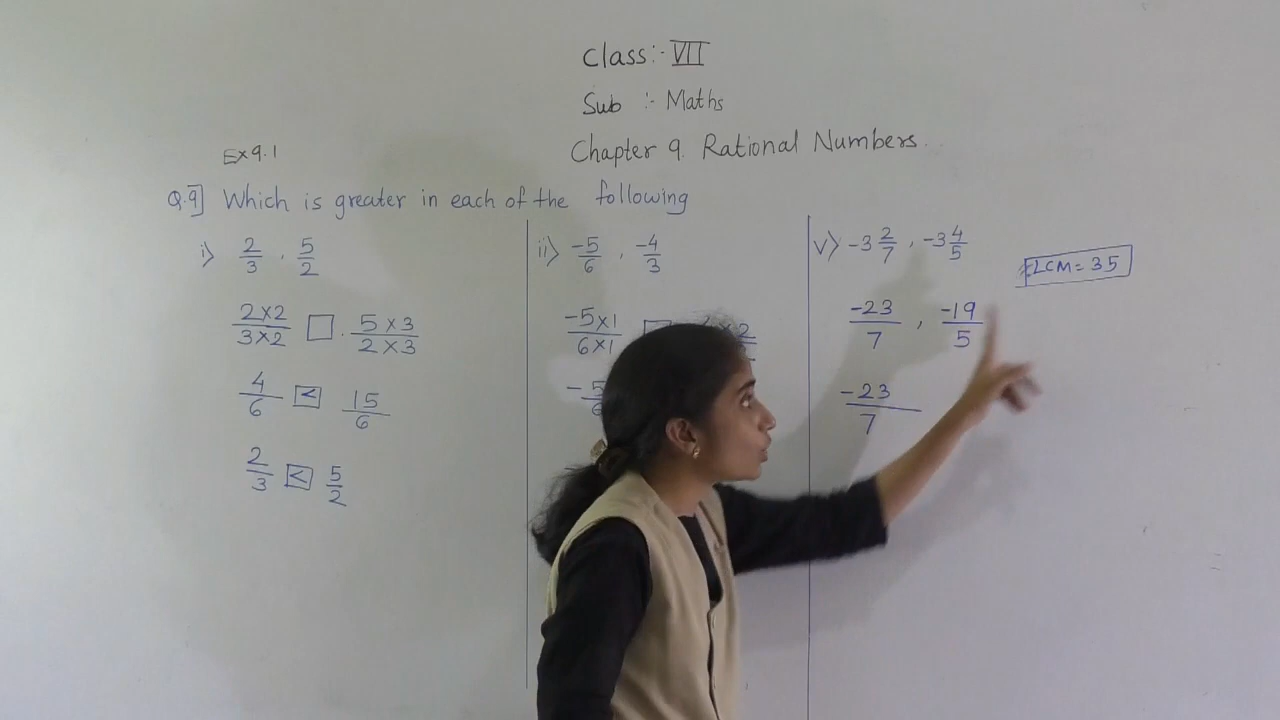 Class:- VII
Sub :- Maths
Chapter 9. Rational Numbers.
Ex 9.1
Q.9] Which is greater in each of the following
i) 2/3 , 5/2
2×2/3×2 □ 5×3/2×3
4/6 < 15/6
2/3 < 5/2
ii) -5/6 , -4/3
-5×1/6×1
v) -3 2/7 , -3 4/5
LCM = 35
-23/7 , -19/5
-23/7